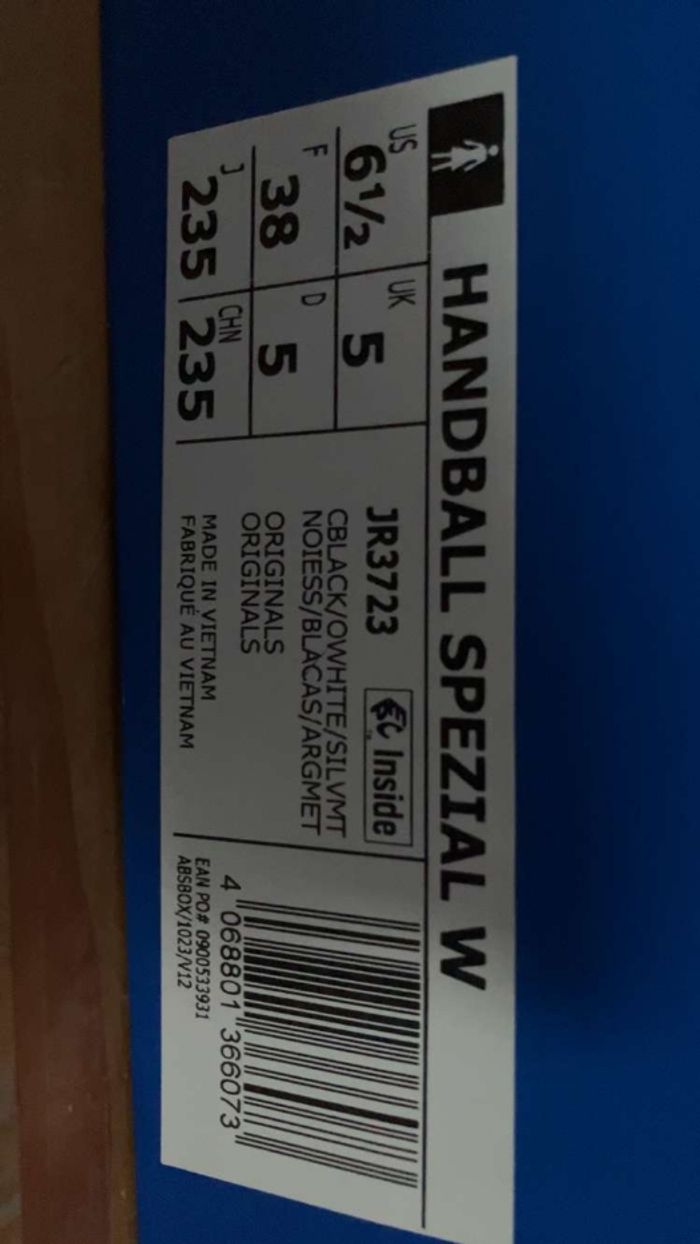 HANDBALL SPEZIAL W
US 6½ UK 5
F 38 D 5
J 235 CHN 235
JR3723
Inside
CBLACK/OWHITE/SILVMT
NOIESS/BLACAS/ARGMET
ORIGINALS
ORIGINALS
MADE IN VIETNAM
FABRIQUÉ AU VIETNAM
4 068801 366073
EAN PO# 0900533931
ABSBOX/1023/V12